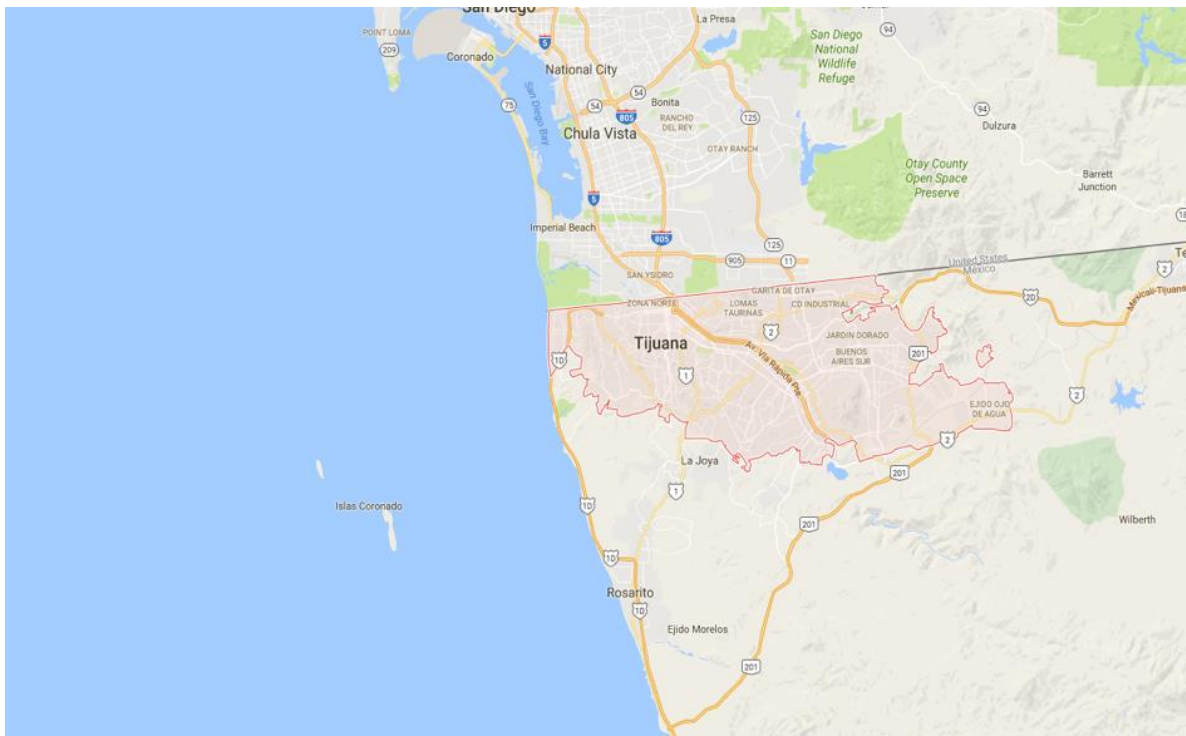 San Diego
La Presa
POINT LOMA
209
Coronado
5
94
San Diego
National
Wildlife
Refuge
National City
54
54
Bonita
75
San Diego Bay
805
125
RANCHO
DEL REY
94
Dulzura
Chula Vista
OTAY RANCH
Otay County
Open Space
Preserve
Barrett
Junction
5
Imperial Beach
805
125
905
11
SAN YSIDRO
United States
Mexico
2
GARITA DE OTAY
ZONA NORTE
LOMAS
TAURINAS
CD INDUSTRIAL
2D
Mexicali-Tijuana
Tijuana
2
JARDIN DORADO
Av. Vía Rápida Pte.
BUENOS
AIRES SUR
201
1D
1
2
EJIDO OJO
DE AGUA
2
La Joya
201
1
1D
Islas Coronado
201
Wilberth
1D
Rosarito
1D
Ejido Morelos
201